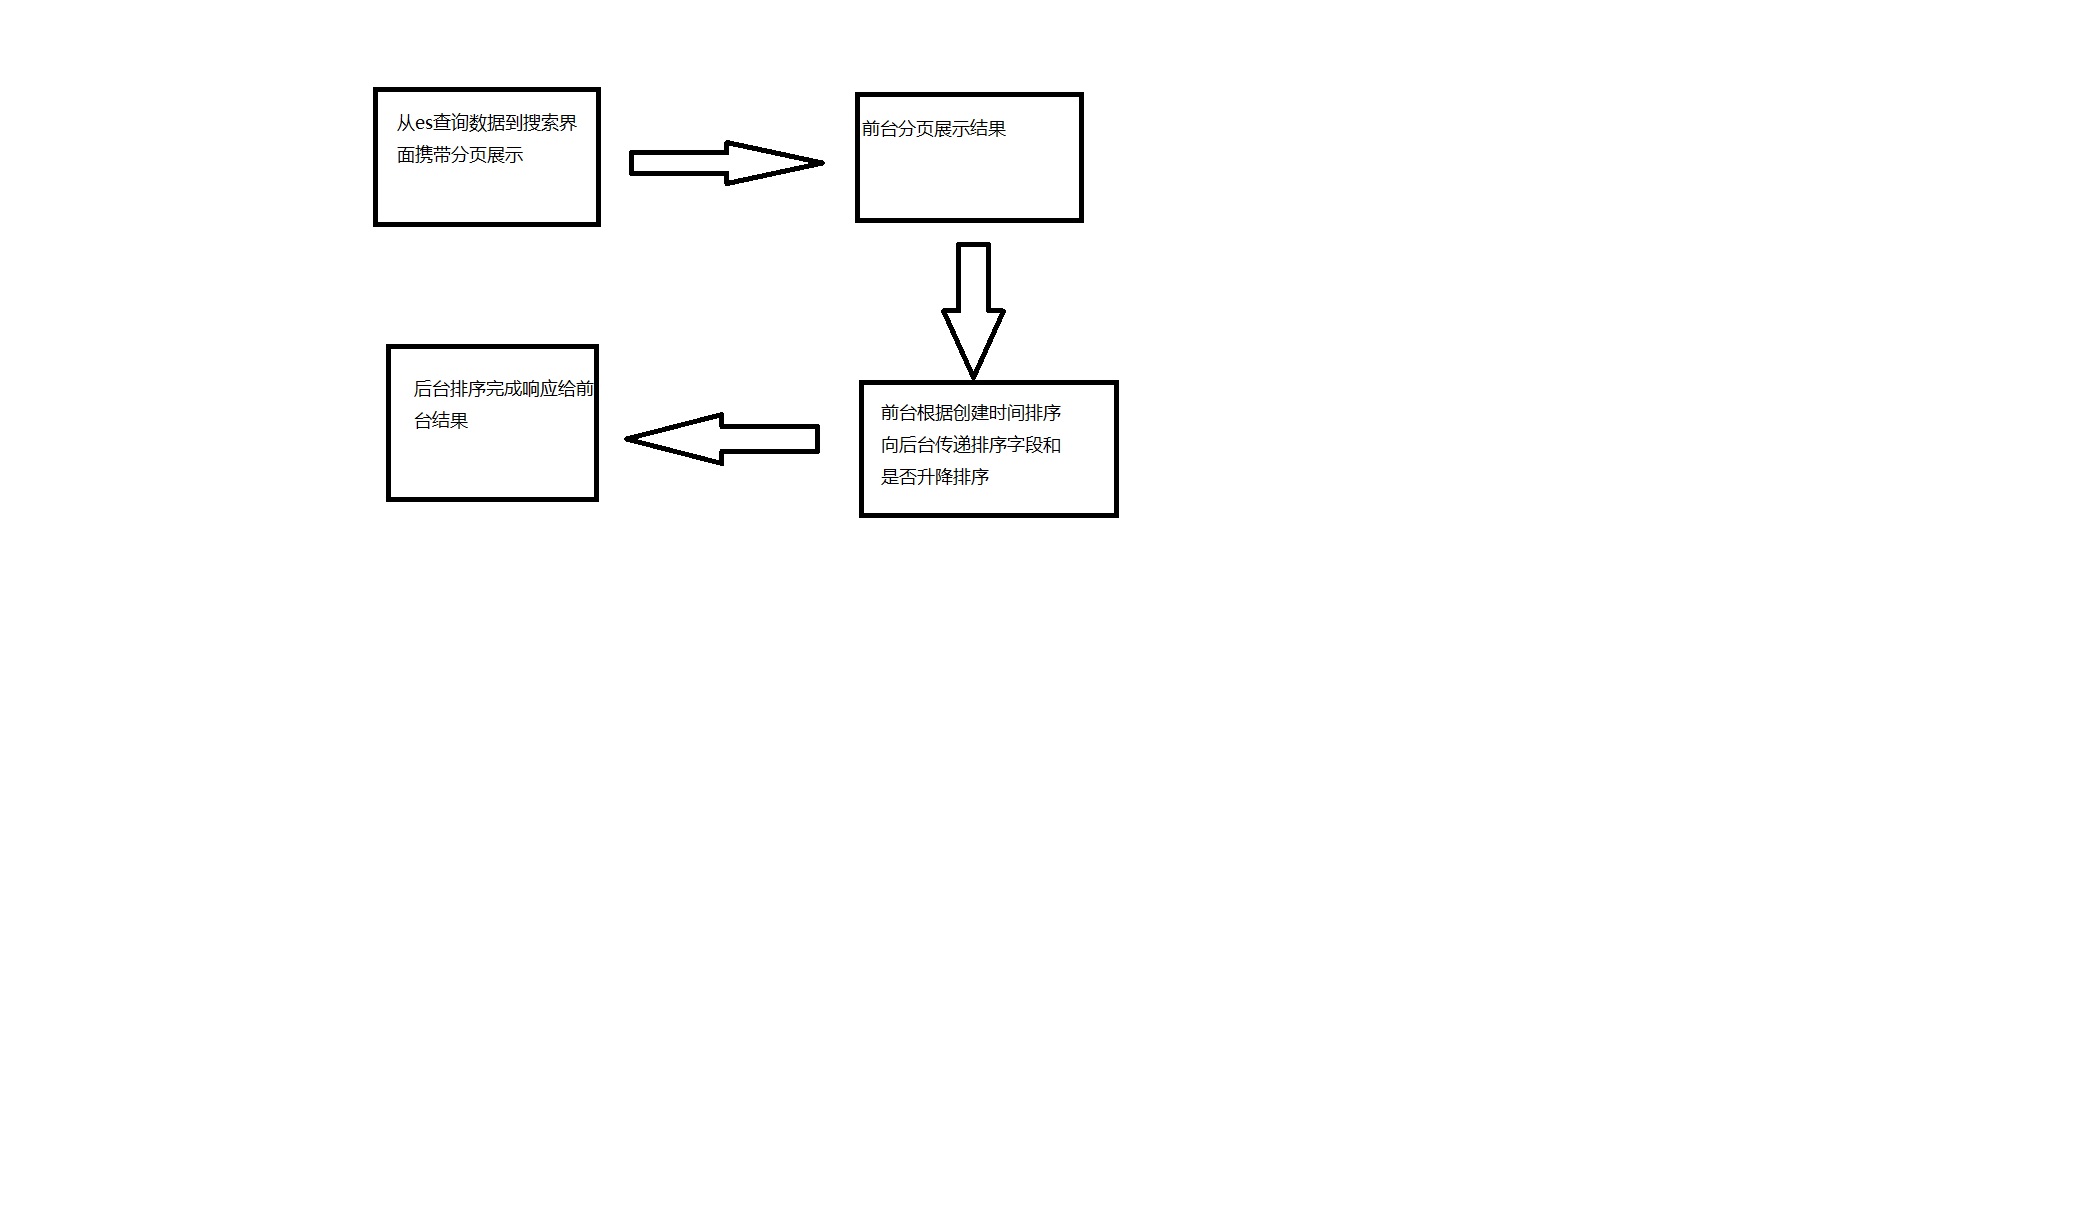 从es查询数据到搜索界
面携带分页展示
前台分页展示结果
前台根据创建时间排序
向后台传递排序字段和
是否升降排序
后台排序完成响应给前
台结果